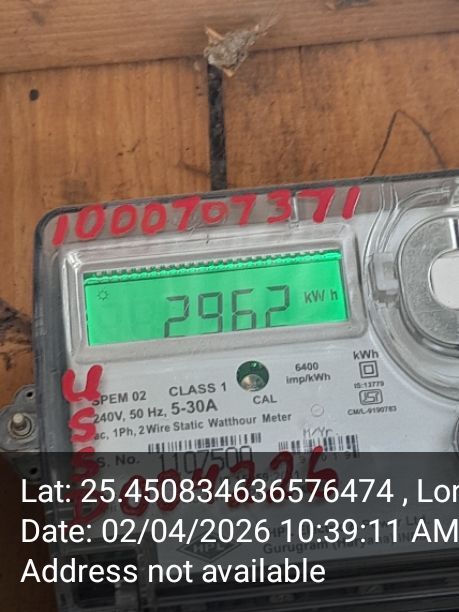 1000707371
2962 kWh
kWh
6400
imp/kWh
IS:13779
CM/L-9190783
SPEM 02 CLASS 1 CAL
240V, 50 Hz, 5-30A
ac, 1Ph, 2 Wire Static Watthour Meter
S. No.
Lat: 25.450834636576474 , Lon
Date: 02/04/2026 10:39:11 AM
Address not available
HPL
Gurugram